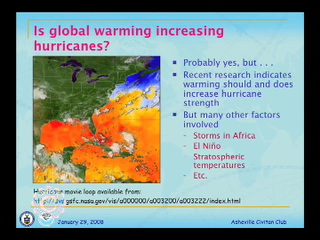 Is global warming increasing
hurricanes?
Probably yes, but . . .
Recent research indicates
warming should and does
increase hurricane
strength
But many other factors
involved
- Storms in Africa
- El Niño
Stratospheric
temperatures
- Etc.
Hurricane movie loop available from:
http://svs.gsfc.nasa.gov/vis/a000000/a003200/a003222/index.html
January 29, 2008
Asheville Civitan Club